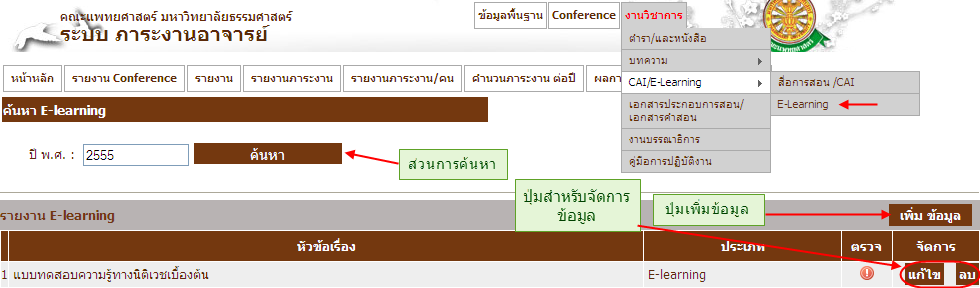 คณะแพทยศาสตร์ มหาวิทยาลัยธรรมศาสตร์
ระบบ ภาระงานอาจารย์
ข้อมูลพื้นฐาน Conference งานวิชาการ
ตำรา/และหนังสือ
บทความ
CAI/E-Learning
สื่อการสอน /CAI
E-Learning
เอกสารประกอบการสอน/
เอกสารคำสอน
งานบรรณาธิการ
คู่มือการปฏิบัติงาน
หน้าหลัก รายงาน Conference รายงาน รายงานภาระงาน รายงานภาระงาน/คน คำนวนภาระงาน ต่อปี ผลกา
ค้นหา E-learning
ปี พ.ศ. : 2555 ค้นหา
ส่วนการค้นหา
ปุ่มสำหรับจัดการ
ข้อมูล
ปุ่มเพิ่มข้อมูล
รายงาน E-learning เพิ่ม ข้อมูล
หัวข้อเรื่อง ประเภท ตรวจ จัดการ
1 แบบทดสอบความรู้ทางนิติเวชเบื้องต้น E-learning แก้ไข ลบ